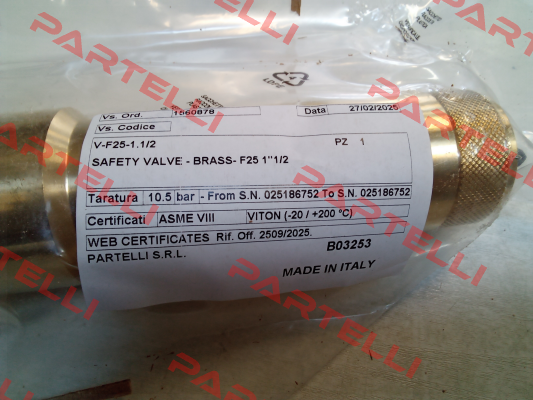 Vs. Ord. 1560878 Data 27/02/2025
Vs. Codice
V-F25-1.1/2 PZ 1
SAFETY VALVE - BRASS- F25 1"1/2
Taratura 10.5 bar - From S.N. 025186752 To S.N. 025186752
Certificati ASME VIII VITON (-20 / +200 °C)
WEB CERTIFICATES Rif. Off. 2509/2025.
PARTELLI S.R.L. B03253
MADE IN ITALY
LDPE
PARTELLI
PARTELLI
PARTELLI
PARTELLI
PARTELLI
PARTELLI